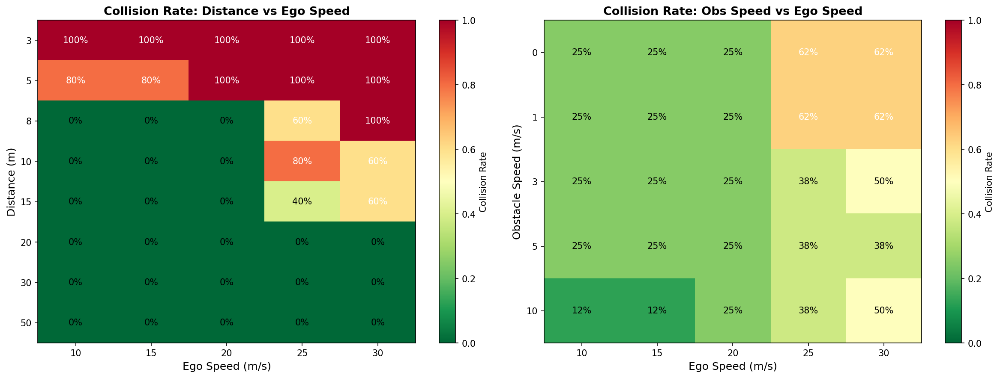 Collision Rate: Distance vs Ego Speed
Distance (m)
3 100% 100% 100% 100% 100%
5 80% 80% 100% 100% 100%
8 0% 0% 0% 60% 100%
10 0% 0% 0% 80% 60%
15 0% 0% 0% 40% 60%
20 0% 0% 0% 0% 0%
30 0% 0% 0% 0% 0%
50 0% 0% 0% 0% 0%
10 15 20 25 30
Ego Speed (m/s)
1.0
0.8
0.6
0.4
0.2
0.0
Collision Rate
Collision Rate: Obs Speed vs Ego Speed
Obstacle Speed (m/s)
0 25% 25% 25% 62% 62%
1 25% 25% 25% 62% 62%
3 25% 25% 25% 38% 50%
5 25% 25% 25% 38% 38%
10 12% 12% 25% 38% 50%
10 15 20 25 30
Ego Speed (m/s)
1.0
0.8
0.6
0.4
0.2
0.0
Collision Rate